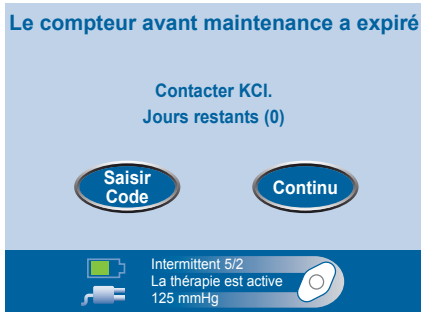 Le compteur avant maintenance a expiré
Contacter KCI.
Jours restants (0)
Saisir
Code
Continu
Intermittent 5/2
La thérapie est active
125 mmHg